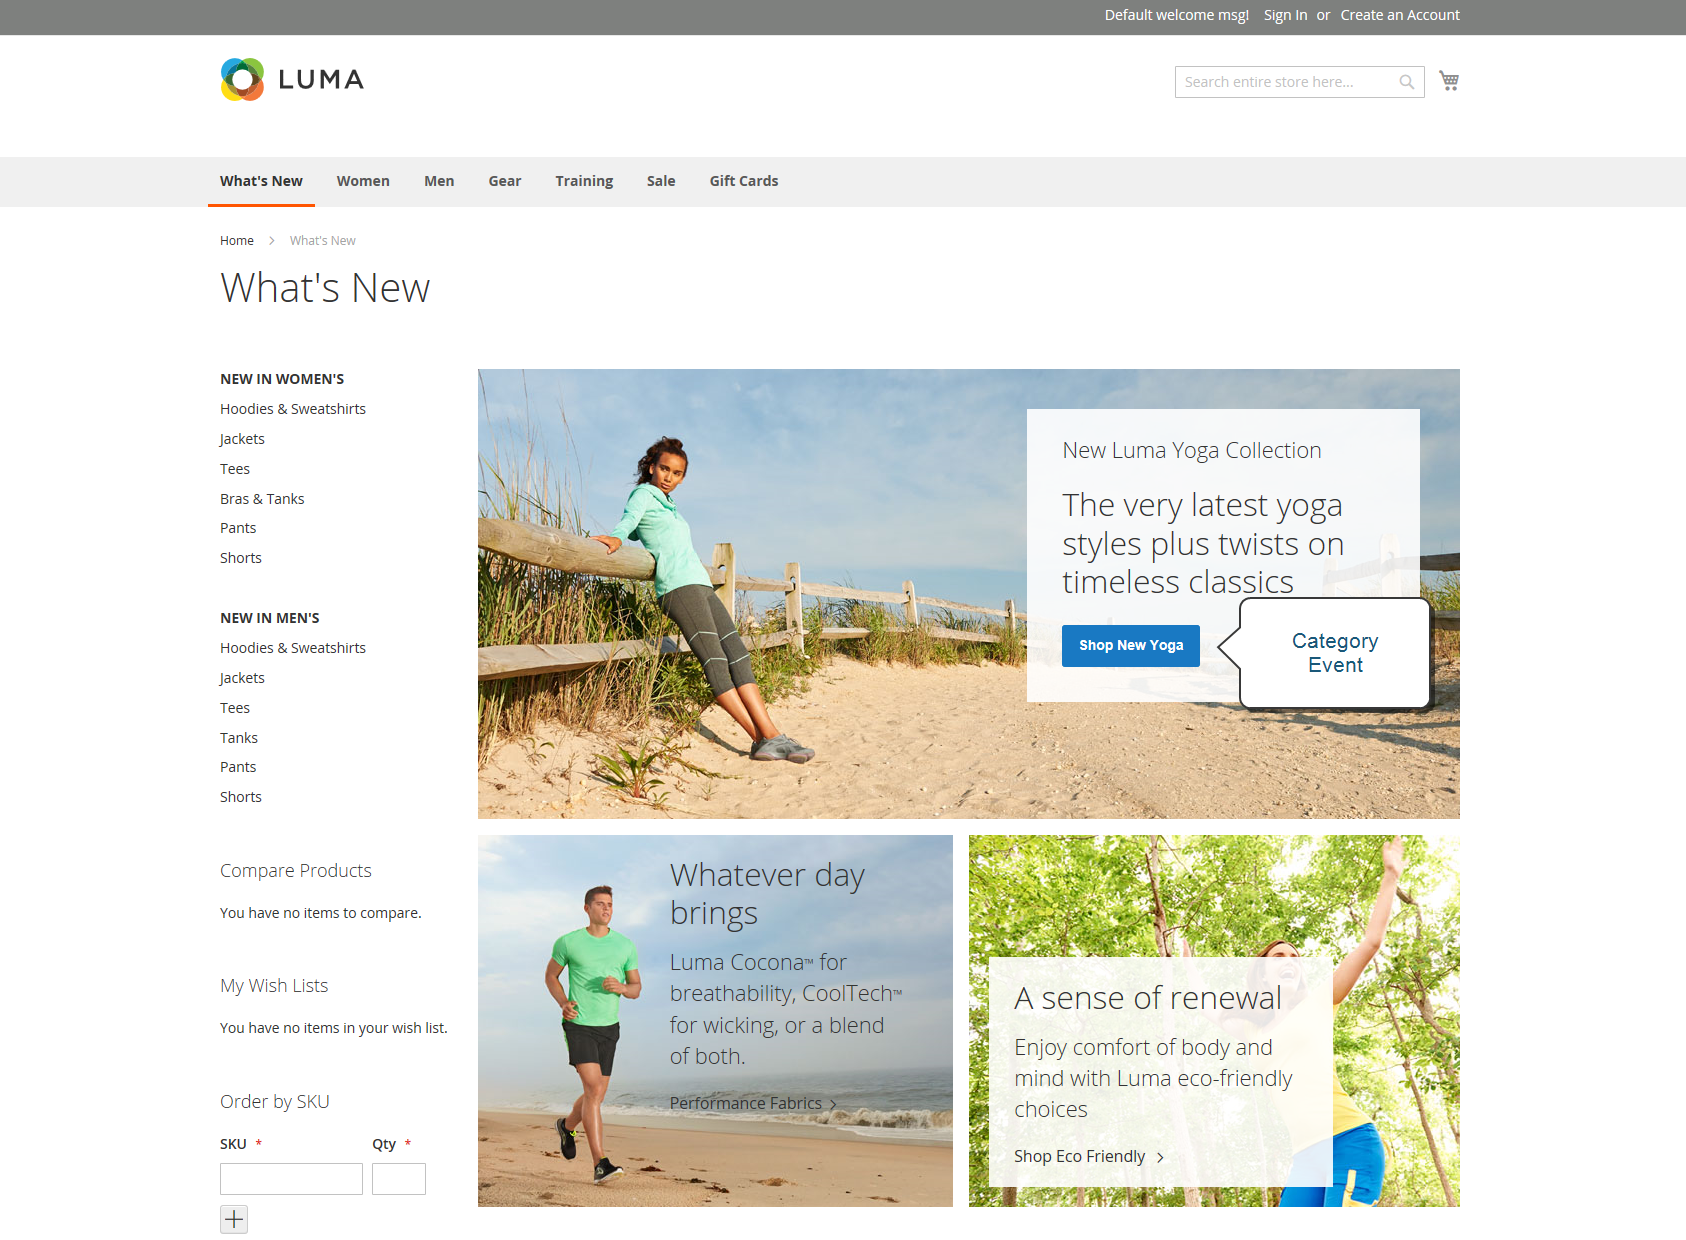 Default welcome msg! Sign In or Create an Account
LUMA
Search entire store here...
What's New Women Men Gear Training Sale Gift Cards
Home > What's New
What's New
NEW IN WOMEN'S
Hoodies & Sweatshirts
Jackets
Tees
Bras & Tanks
Pants
Shorts
NEW IN MEN'S
Hoodies & Sweatshirts
Jackets
Tees
Tanks
Pants
Shorts
Compare Products
You have no items to compare.
My Wish Lists
You have no items in your wish list.
Order by SKU
SKU * Qty *
New Luma Yoga Collection
The very latest yoga
styles plus twists on
timeless classics
Shop New Yoga
Category
Event
Whatever day
brings
Luma Cocona™ for
breathability, CoolTech™
for wicking, or a blend
of both.
Performance Fabrics >
A sense of renewal
Enjoy comfort of body and
mind with Luma eco-friendly
choices
Shop Eco Friendly >